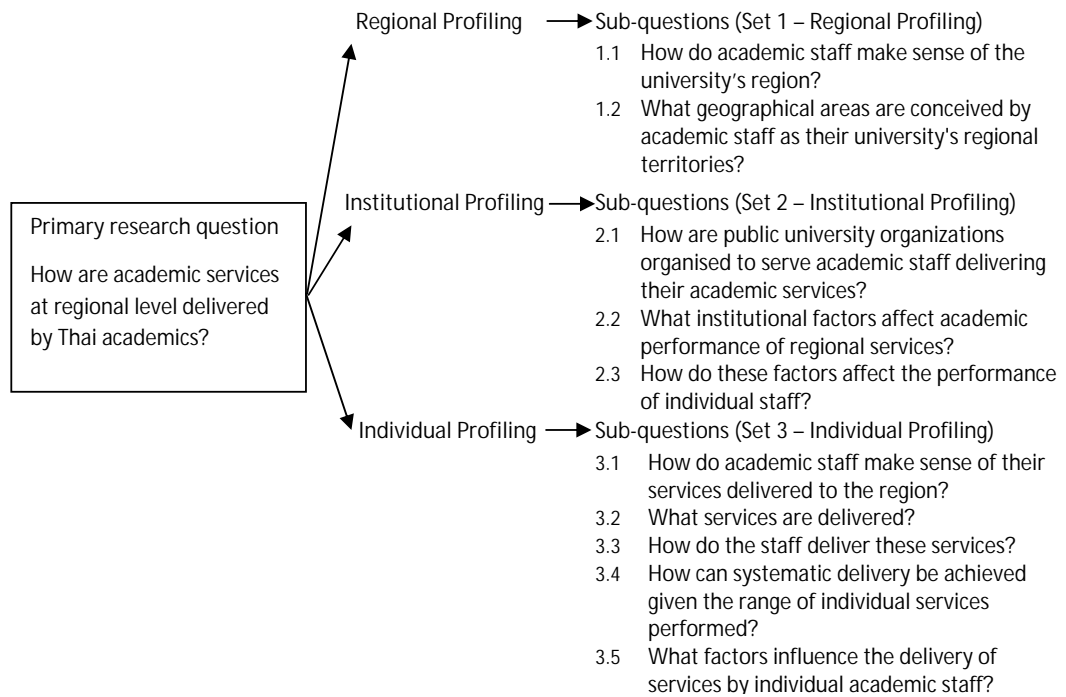 Primary research question
How are academic services
at regional level delivered
by Thai academics?
Regional Profiling
Sub-questions (Set 1 – Regional Profiling)
1.1 How do academic staff make sense of the
university's region?
1.2 What geographical areas are conceived by
academic staff as their university's regional
territories?
Institutional Profiling
Sub-questions (Set 2 – Institutional Profiling)
2.1 How are public university organizations
organised to serve academic staff delivering
their academic services?
2.2 What institutional factors affect academic
performance of regional services?
2.3 How do these factors affect the performance
of individual staff?
Individual Profiling
Sub-questions (Set 3 – Individual Profiling)
3.1 How do academic staff make sense of their
services delivered to the region?
3.2 What services are delivered?
3.3 How do the staff deliver these services?
3.4 How can systematic delivery be achieved
given the range of individual services
performed?
3.5 What factors influence the delivery of
services by individual academic staff?